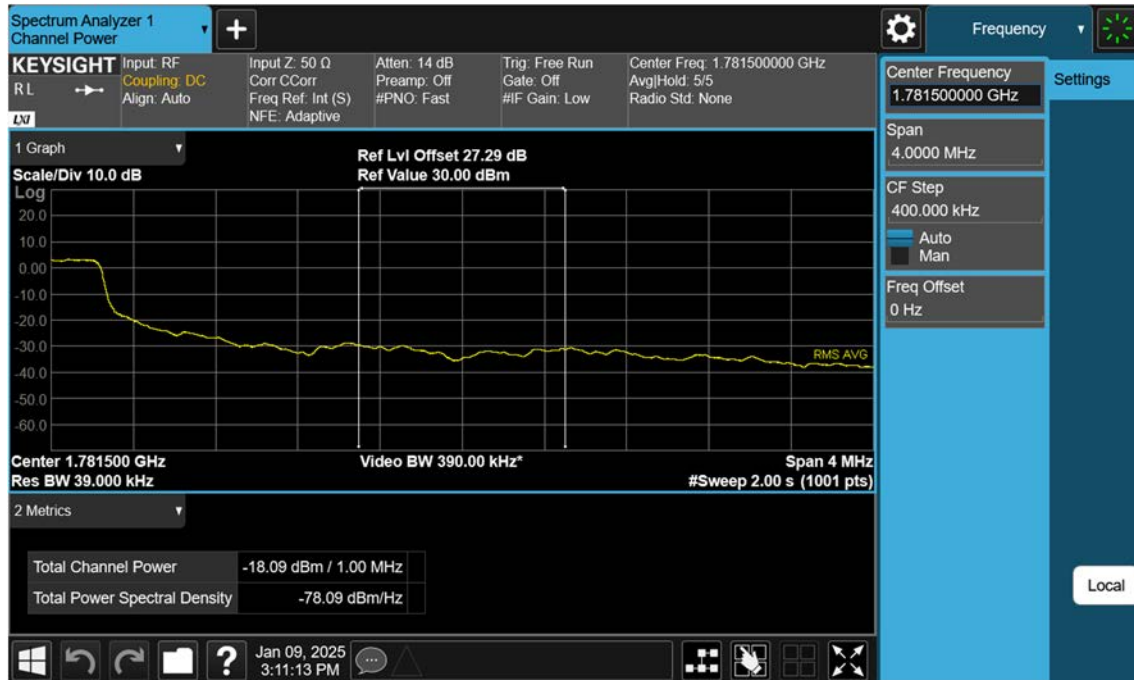 Spectrum Analyzer 1
Channel Power
+
Frequency
KEYSIGHT
RL
LXI
Input: RF
Coupling: DC
Align: Auto
Input Z: 50 Ω
Corr CCorr
Freq Ref: Int (S)
NFE: Adaptive
Atten: 14 dB
Preamp: Off
#PNO: Fast
Trig: Free Run
Gate: Off
#IF Gain: Low
Center Freq: 1.781500000 GHz
Avg|Hold: 5/5
Radio Std: None
Center Frequency
1.781500000 GHz
Settings
Span
4.0000 MHz
CF Step
400.000 kHz
Auto
Man
Freq Offset
0 Hz
1 Graph
Scale/Div 10.0 dB
Ref Lvl Offset 27.29 dB
Ref Value 30.00 dBm
Log
20.0
10.0
0.00
-10.0
-20.0
-30.0
-40.0
-50.0
-60.0
RMS AVG
Center 1.781500 GHz
Video BW 390.00 kHz*
Span 4 MHz
Res BW 39.000 kHz
#Sweep 2.00 s (1001 pts)
2 Metrics
Total Channel Power -18.09 dBm / 1.00 MHz
Total Power Spectral Density -78.09 dBm/Hz
Local
?
Jan 09, 2025
3:11:13 PM